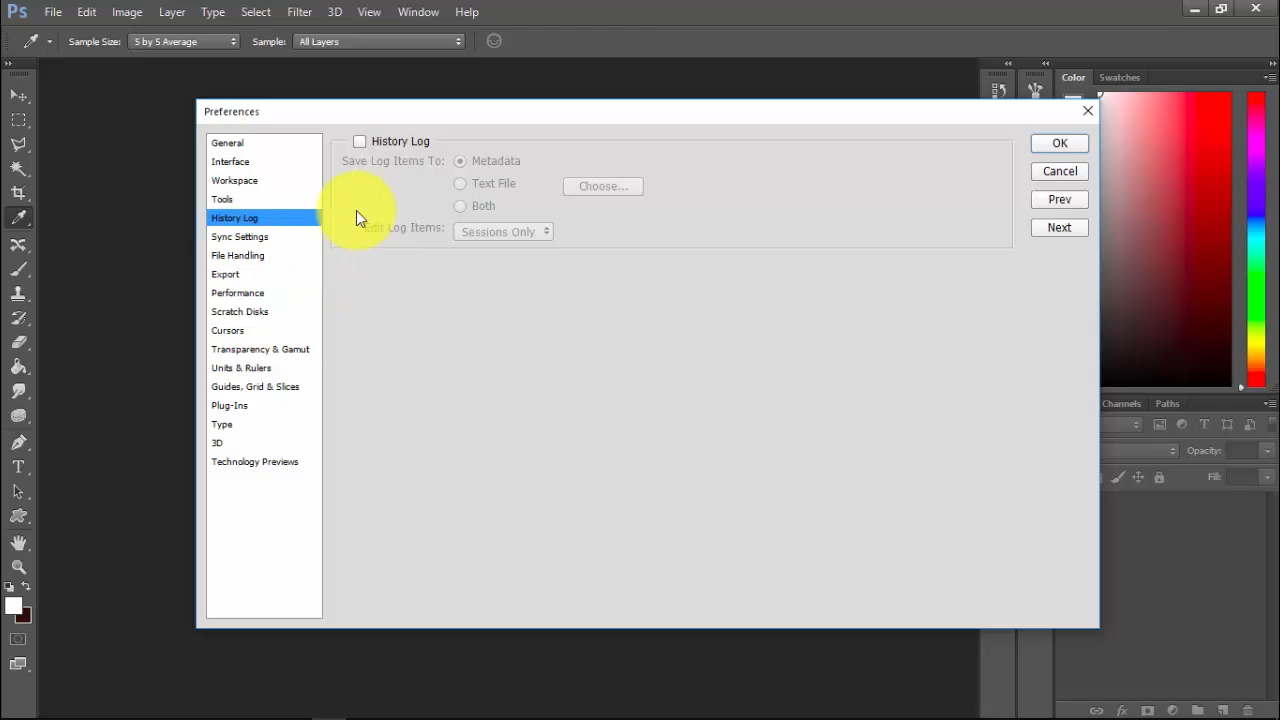 Ps File Edit Image Layer Type Select Filter 3D View Window Help
Sample Size: 5 by 5 Average Sample: All Layers
Color Swatches
Preferences
General
Interface
Workspace
Tools
History Log
Sync Settings
File Handling
Export
Performance
Scratch Disks
Cursors
Transparency & Gamut
Units & Rulers
Guides, Grid & Slices
Plug-Ins
Type
3D
Technology Previews
History Log
Save Log Items To: Metadata
Text File Choose...
Both
Edit Log Items: Sessions Only
OK
Cancel
Prev
Next
Channels Paths
Opacity:
Fill:
T
T
fx